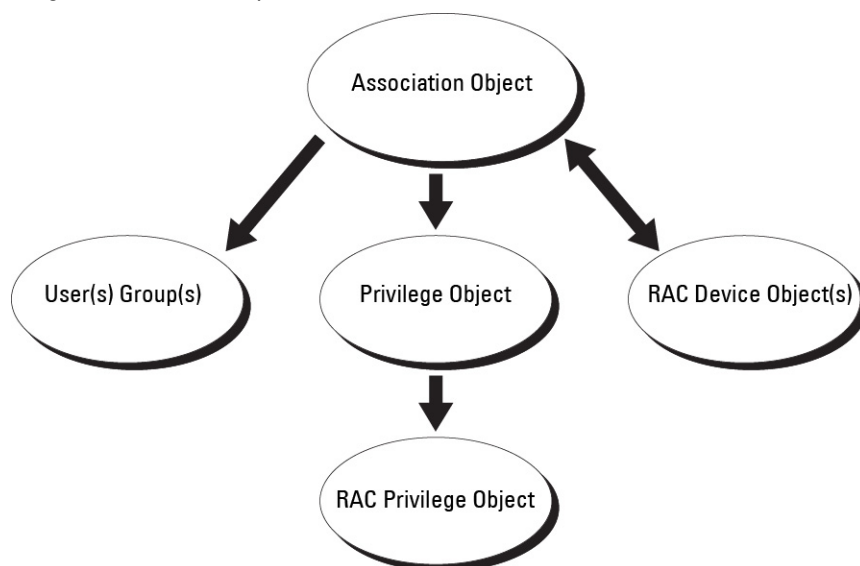 Association Object
User(s) Group(s)
Privilege Object
RAC Device Object(s)
RAC Privilege Object